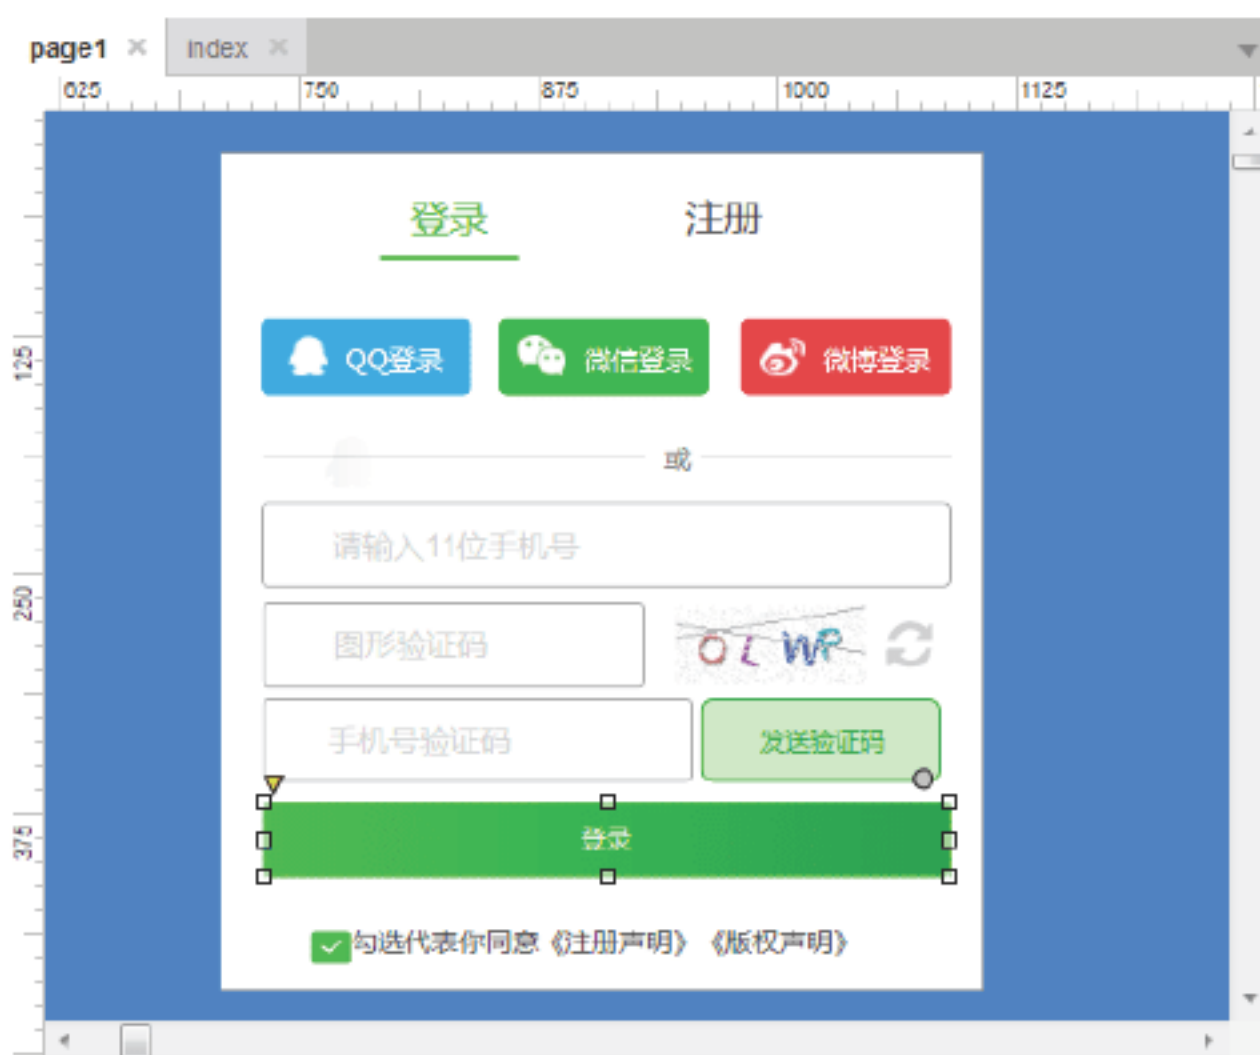 page1 index
625 750 875 1000 1125
登录 注册
125
QQ登录 微信登录 微博登录
或
请输入11位手机号
250
图形验证码 OLWP
手机号验证码 发送验证码
375
登录
勾选代表你同意《注册声明》《版权声明》